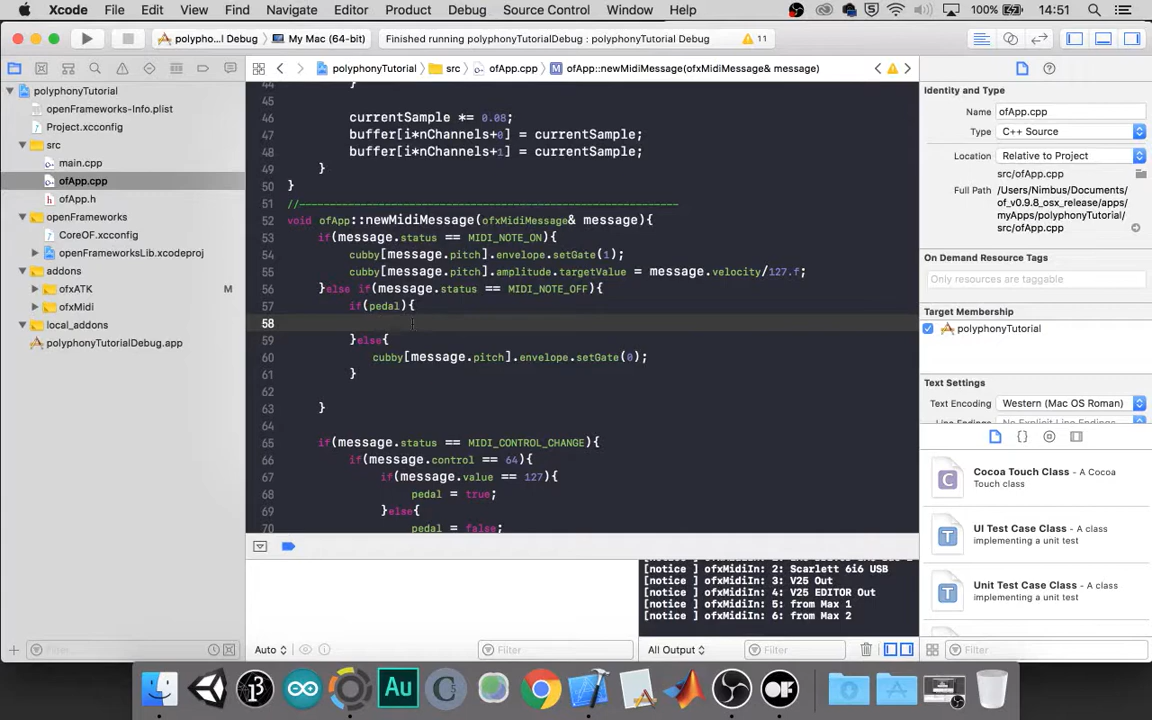 Xcode File Edit View Find Navigate Editor Product Debug Source Control Window Help 100% 14:51
polypho...l Debug My Mac (64-bit) Finished running polyphonyTutorialDebug : polyphonyTutorial Debug 11
polyphonyTutorial src ofApp.cpp M ofApp::newMidiMessage(ofxMidiMessage& message)
polyphonyTutorial
openFrameworks-Info.plist
Project.xcconfig
src
main.cpp
ofApp.cpp
ofApp.h
openFrameworks
CoreOF.xcconfig
openFrameworksLib.xcodeproj
addons
ofxATK M
ofxMidi
local_addons
polyphonyTutorialDebug.app
Filter
44 }
45
46 currentSample *= 0.08;
47 buffer[i*nChannels+0] = currentSample;
48 buffer[i*nChannels+1] = currentSample;
49 }
50 }
51 //--------------------------------------------------------------
52 void ofApp::newMidiMessage(ofxMidiMessage& message){
53 if(message.status == MIDI_NOTE_ON){
54 cubby[message.pitch].envelope.setGate(1);
55 cubby[message.pitch].amplitude.targetValue = message.velocity/127.f;
56 }else if(message.status == MIDI_NOTE_OFF){
57 if(pedal){
58
59 }else{
60 cubby[message.pitch].envelope.setGate(0);
61 }
62
63 }
64
65 if(message.status == MIDI_CONTROL_CHANGE){
66 if(message.control == 64){
67 if(message.value == 127){
68 pedal = true;
69 }else{
70 pedal = false;
Auto Filter
[notice ] ofxMidiIn: 2: Scarlett 6i6 USB
[notice ] ofxMidiIn: 3: V25 Out
[notice ] ofxMidiIn: 4: V25 EDITOR Out
[notice ] ofxMidiIn: 5: from Max 1
[notice ] ofxMidiIn: 6: from Max 2
All Output Filter
Identity and Type
Name ofApp.cpp
Type C++ Source
Location Relative to Project
src/ofApp.cpp
Full Path /Users/Nimbus/Documents/
of_v0.9.8_osx_release/apps/
myApps/polyphonyTutorial/
src/ofApp.cpp
On Demand Resource Tags
Only resources are taggable
Target Membership
polyphonyTutorial
Text Settings
Text Encoding Western (Mac OS Roman)
C Cocoa Touch Class - A Cocoa
Touch class
T UI Test Case Class - A class
implementing a unit test
T Unit Test Case Class - A class
implementing a unit test
Filter
Au
OF